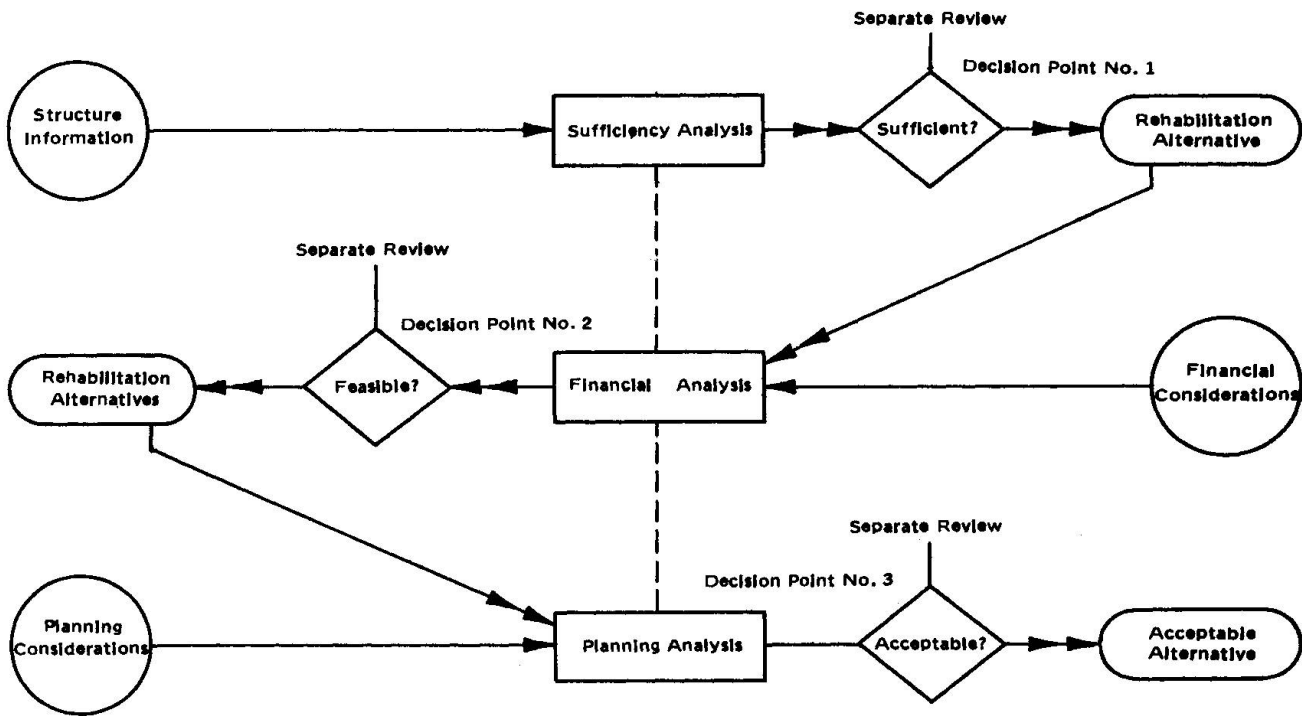 Separate Review
Decision Point No. 1
Structure
Information
Sufficiency Analysis
Sufficient?
Rehabilitation
Alternative
Separate Review
Decision Point No. 2
Rehabilitation
Alternatives
Feasible?
Financial Analysis
Financial
Considerations
Separate Review
Decision Point No. 3
Planning
Considerations
Planning Analysis
Acceptable?
Acceptable
Alternative